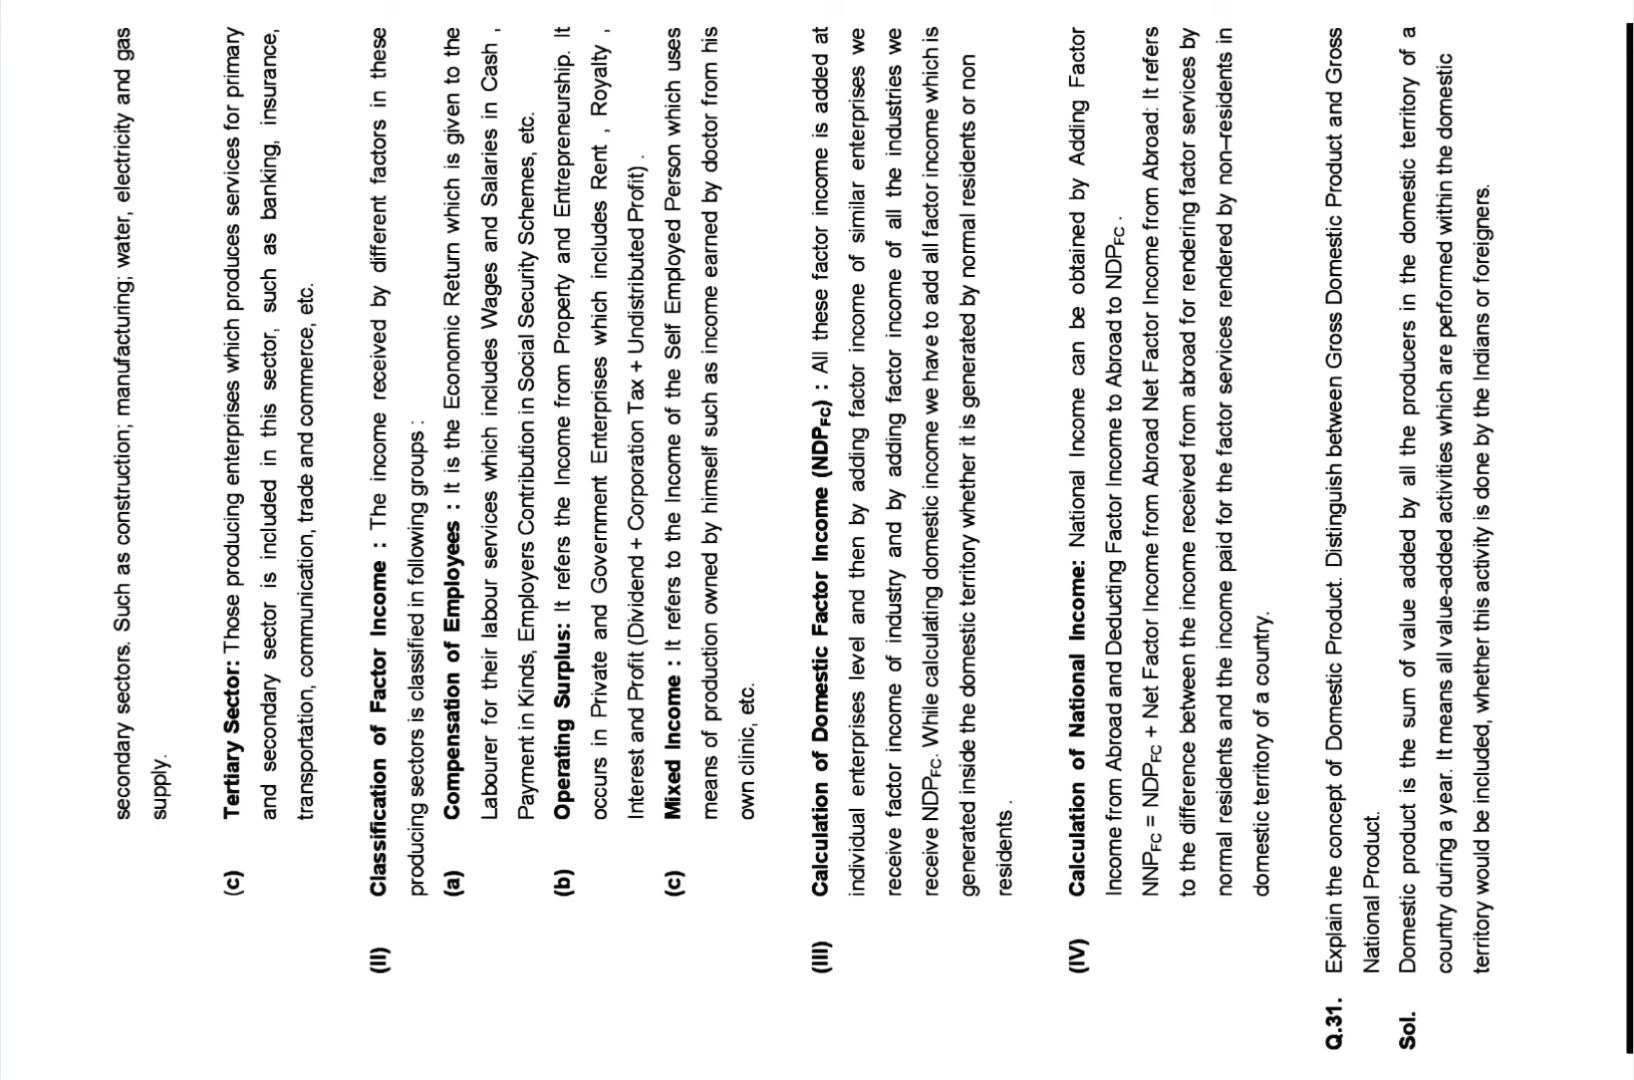 secondary sectors. Such as construction; manufacturing; water, electricity and gas
supply.
(c) Tertiary Sector: Those producing enterprises which produces services for primary
and secondary sector is included in this sector, such as banking, insurance,
transportation, communication, trade and commerce, etc.
(II) Classification of Factor Income : The income received by different factors in these
producing sectors is classified in following groups :
(a) Compensation of Employees : It is the Economic Return which is given to the
Labourer for their labour services which includes Wages and Salaries in Cash ,
Payment in Kinds, Employers Contribution in Social Security Schemes, etc.
(b) Operating Surplus: It refers the Income from Property and Entrepreneurship. It
occurs in Private and Government Enterprises which includes Rent , Royalty ,
Interest and Profit (Dividend + Corporation Tax + Undistributed Profit) .
(c) Mixed Income : It refers to the Income of the Self Employed Person which uses
means of production owned by himself such as income earned by doctor from his
own clinic, etc.
(III) Calculation of Domestic Factor Income (NDPFC) : All these factor income is added at
individual enterprises level and then by adding factor income of similar enterprises we
receive factor income of industry and by adding factor income of all the industries we
receive NDPFC. While calculating domestic income we have to add all factor income which is
generated inside the domestic territory whether it is generated by normal residents or non
residents .
(IV) Calculation of National Income: National Income can be obtained by Adding Factor
Income from Abroad and Deducting Factor Income to Abroad to NDPFC .
NNPFC = NDPFC + Net Factor Income from Abroad Net Factor Income from Abroad: It refers
to the difference between the income received from abroad for rendering factor services by
normal residents and the income paid for the factor services rendered by non–residents in
domestic territory of a country.
Q.31. Explain the concept of Domestic Product. Distinguish between Gross Domestic Product and Gross
National Product.
Sol. Domestic product is the sum of value added by all the producers in the domestic territory of a
country during a year. It means all value-added activities which are performed within the domestic
territory would be included, whether this activity is done by the Indians or foreigners.